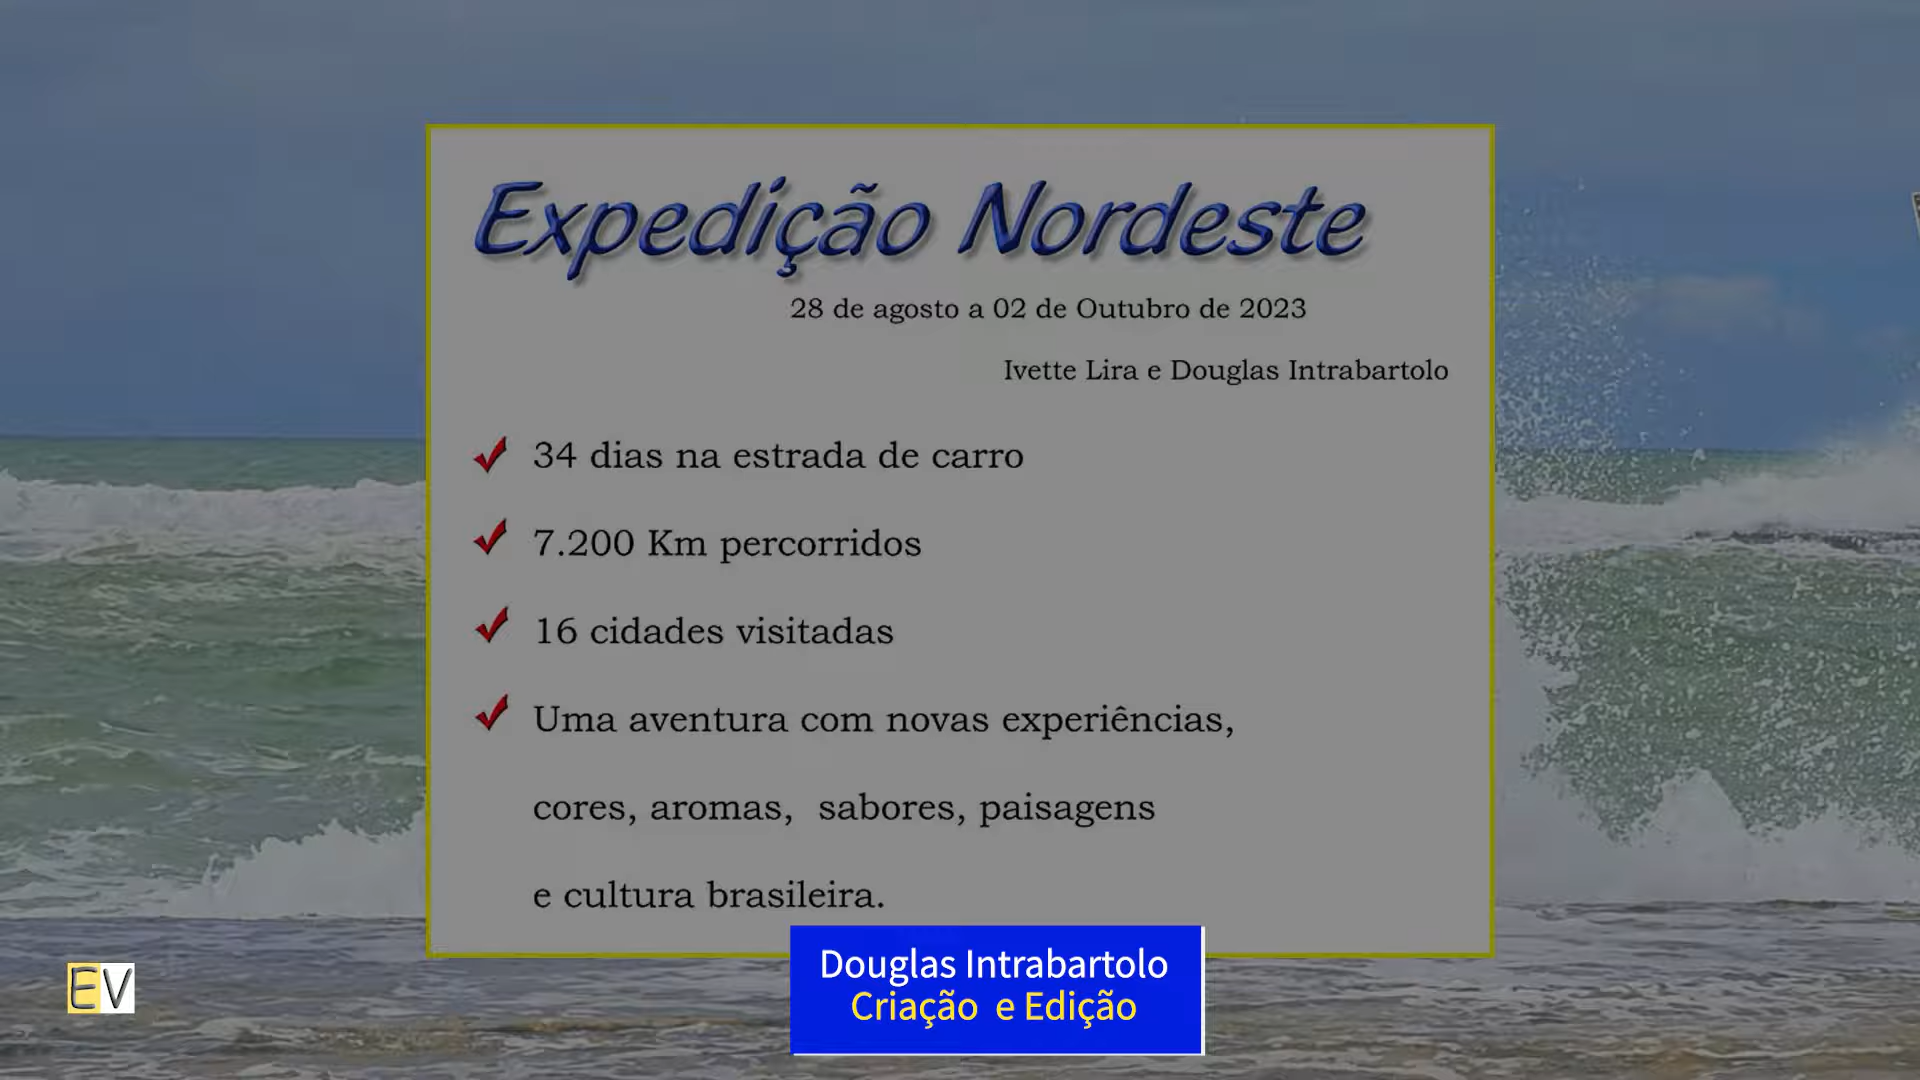 Expedição Nordeste
28 de agosto a 02 de Outubro de 2023
Ivette Lira e Douglas Intrabartolo
34 dias na estrada de carro
7.200 Km percorridos
16 cidades visitadas
Uma aventura com novas experiências,
cores, aromas, sabores, paisagens
e cultura brasileira.
Douglas Intrabartolo
Criação e Edição
EV